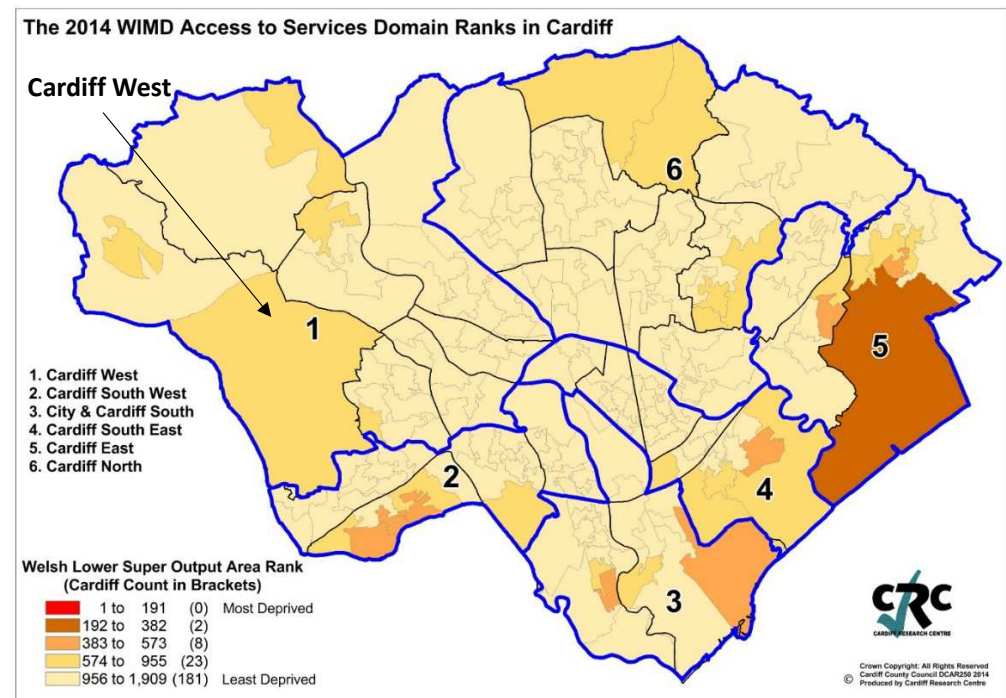 The 2014 WIMD Access to Services Domain Ranks in Cardiff
Cardiff West
6
1
5
1. Cardiff West
2. Cardiff South West
3. City & Cardiff South
4. Cardiff South East
5. Cardiff East
6. Cardiff North
2
4
3
Welsh Lower Super Output Area Rank
(Cardiff Count in Brackets)
1 to 191 (0) Most Deprived
192 to 382 (2)
383 to 573 (8)
574 to 955 (23)
956 to 1,909 (181) Least Deprived
CRC
CARDIFF RESEARCH CENTRE
Crown Copyright: All Rights Reserved
Cardiff County Council DCAR250 2014
© Produced by Cardiff Research Centre